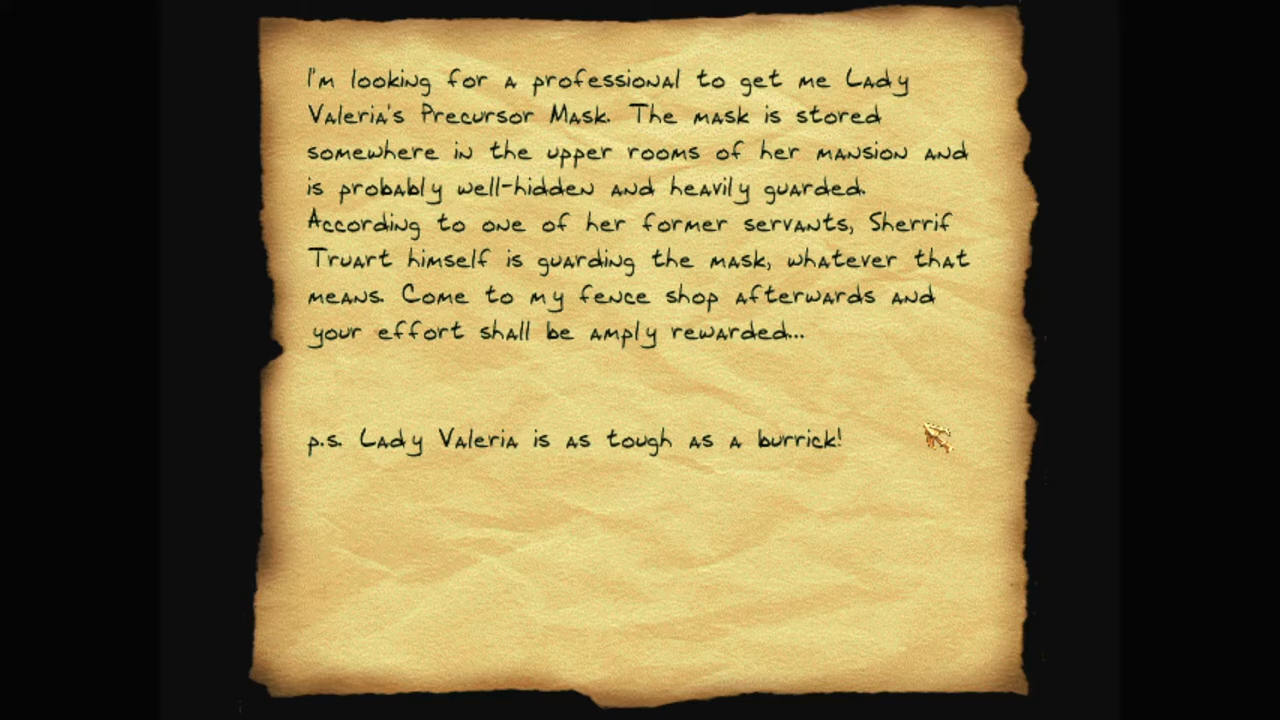 I'm looking for a professional to get me Lady
Valeria's Precursor Mask. The mask is stored
somewhere in the upper rooms of her mansion and
is probably well-hidden and heavily guarded.
According to one of her former servants, Sherrif
Truart himself is guarding the mask, whatever that
means. Come to my fence shop afterwards and
your effort shall be amply rewarded...
p.s. Lady Valeria is as tough as a burrick!